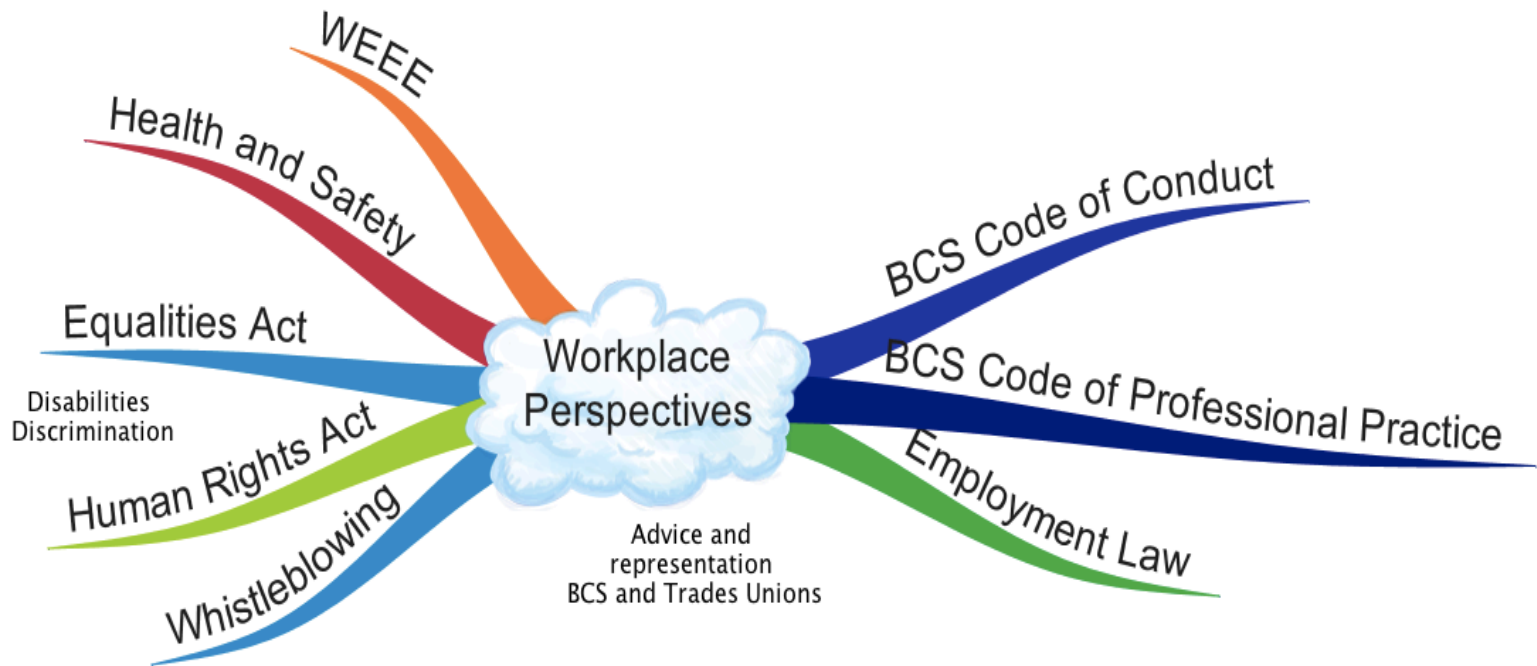 WEEE
Health and Safety
Equalities Act
Disabilities
Discrimination
Human Rights Act
Whistleblowing
Workplace
Perspectives
Advice and
representation
BCS and Trades Unions
BCS Code of Conduct
BCS Code of Professional Practice
Employment Law